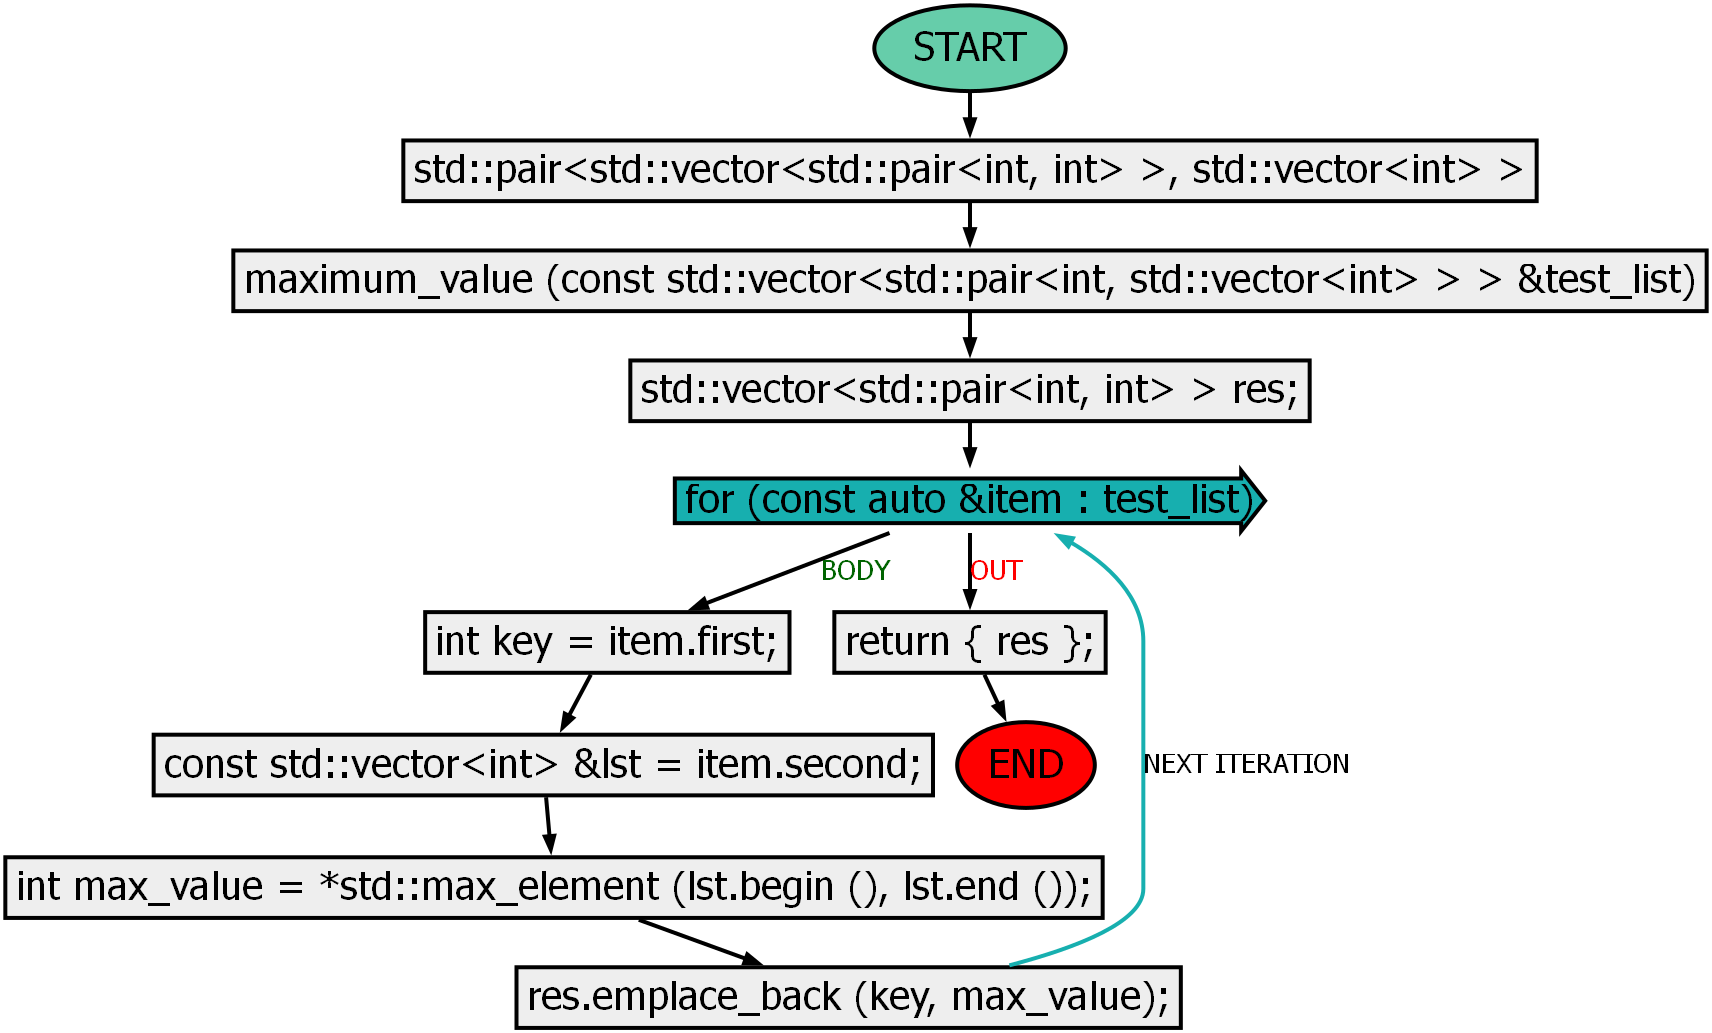 START
std::pair<std::vector<std::pair<int, int> >, std::vector<int> >
maximum_value (const std::vector<std::pair<int, std::vector<int> > > &test_list)
std::vector<std::pair<int, int> > res;
for (const auto &item : test_list)
BODY
OUT
int key = item.first;
return { res };
const std::vector<int> &lst = item.second;
END
NEXT ITERATION
int max_value = *std::max_element (lst.begin (), lst.end ());
res.emplace_back (key, max_value);